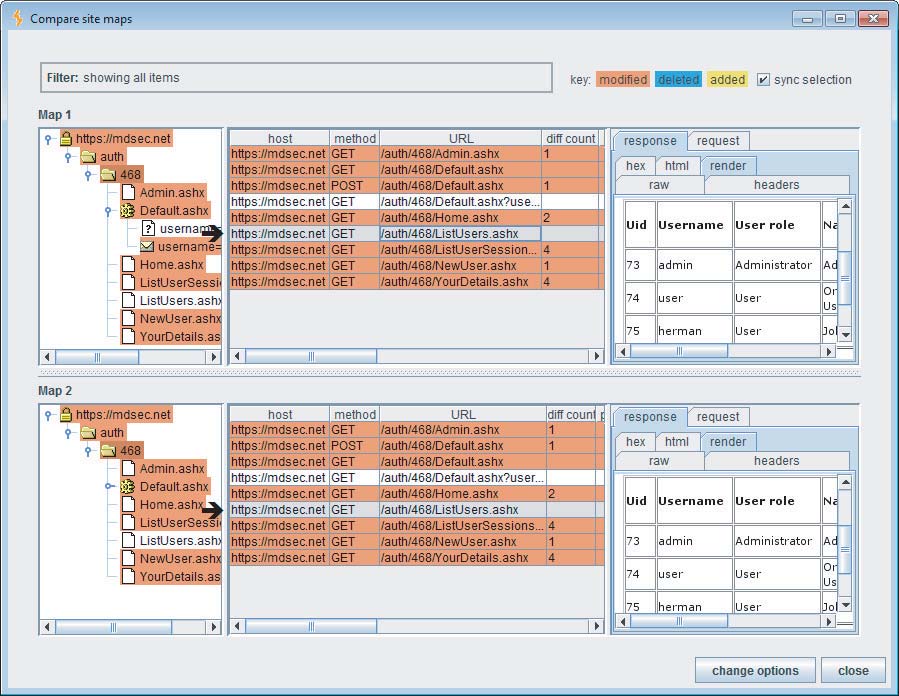 Compare site maps
Filter: showing all items
key: modified deleted added sync selection
Map 1
https://mdsec.net
auth
468
Admin.ashx
Default.ashx
username=
Home.ashx
ListUserSessi
ListUsers.ashx
NewUser.ashx
YourDetails.as
host method URL diff count
https://mdsec.net GET /auth/468/Admin.ashx 1
https://mdsec.net GET /auth/468/Default.ashx
https://mdsec.net POST /auth/468/Default.ashx 1
https://mdsec.net GET /auth/468/Default.ashx?use...
https://mdsec.net GET /auth/468/Home.ashx 2
https://mdsec.net GET /auth/468/ListUsers.ashx
https://mdsec.net GET /auth/468/ListUserSession... 4
https://mdsec.net GET /auth/468/NewUser.ashx 1
https://mdsec.net GET /auth/468/YourDetails.ashx 4
response request
hex html render
raw headers
Uid Username User role Na
73 admin Administrator Ad
74 user User Or
Us
75 herman User Jol
Map 2
https://mdsec.net
auth
468
Admin.ashx
Default.ashx
Home.ashx
ListUserSessi
ListUsers.ashx
NewUser.ashx
YourDetails.as
host method URL diff count p
https://mdsec.net GET /auth/468/Admin.ashx 1
https://mdsec.net POST /auth/468/Default.ashx 1
https://mdsec.net GET /auth/468/Default.ashx
https://mdsec.net GET /auth/468/Default.ashx?user...
https://mdsec.net GET /auth/468/Home.ashx 2
https://mdsec.net GET /auth/468/ListUsers.ashx
https://mdsec.net GET /auth/468/ListUserSessions... 4
https://mdsec.net GET /auth/468/NewUser.ashx 1
https://mdsec.net GET /auth/468/YourDetails.ashx 4
response request
hex html render
raw headers
Uid Username User role Na
73 admin Administrator Ad
74 user User Or
Us
75 herman User Jol
change options close